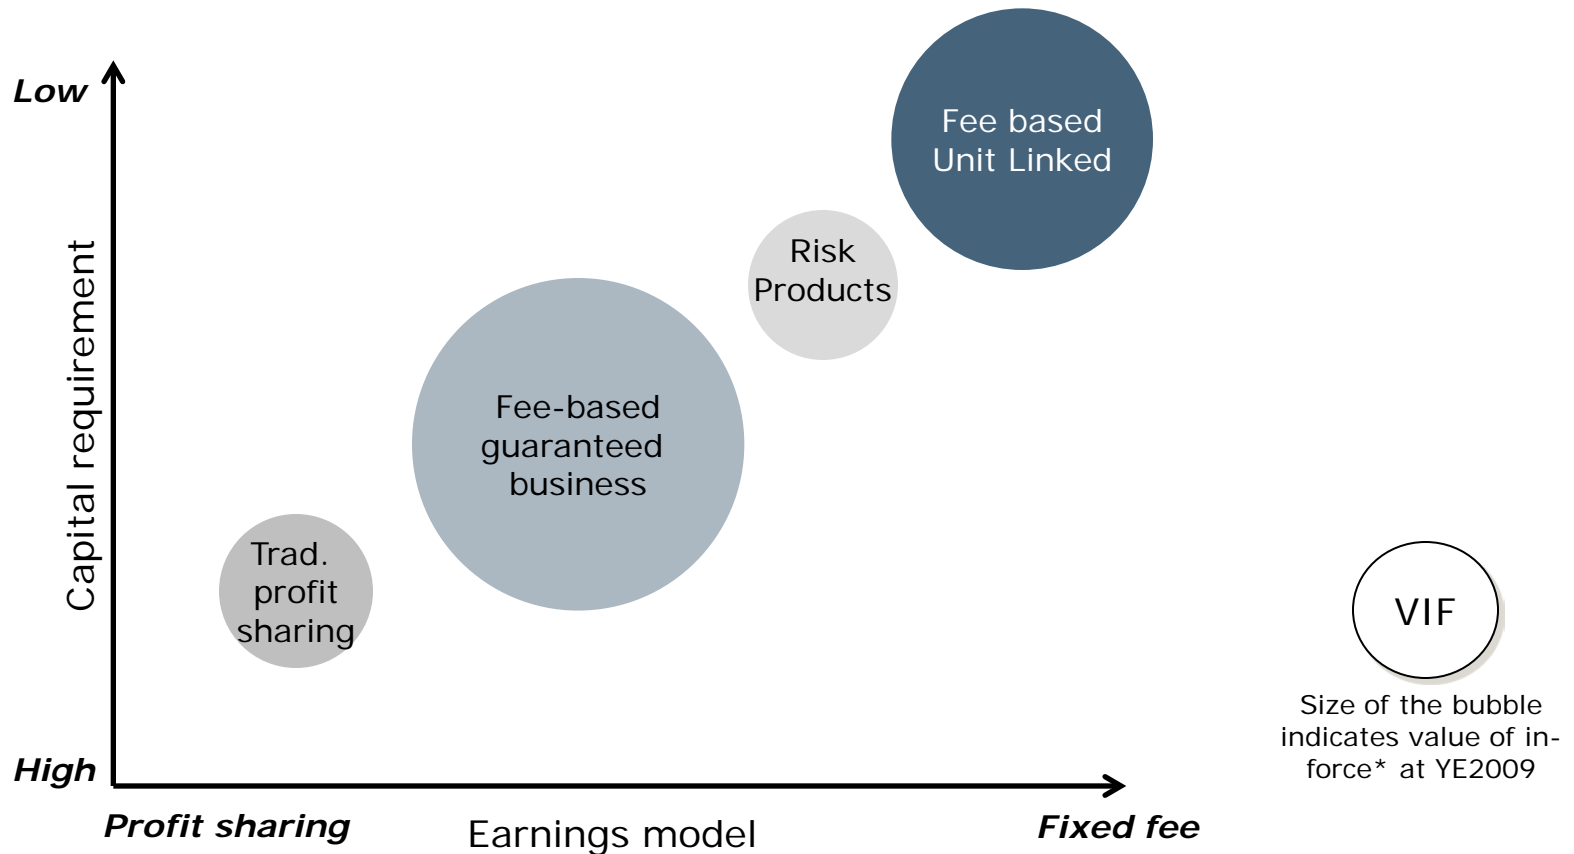 Low
Capital requirement
High
Fee based
Unit Linked
Risk
Products
Fee-based
guaranteed
business
Trad.
profit
sharing
Profit sharing
Earnings model
Fixed fee
VIF
Size of the bubble
indicates value of in-
force* at YE2009